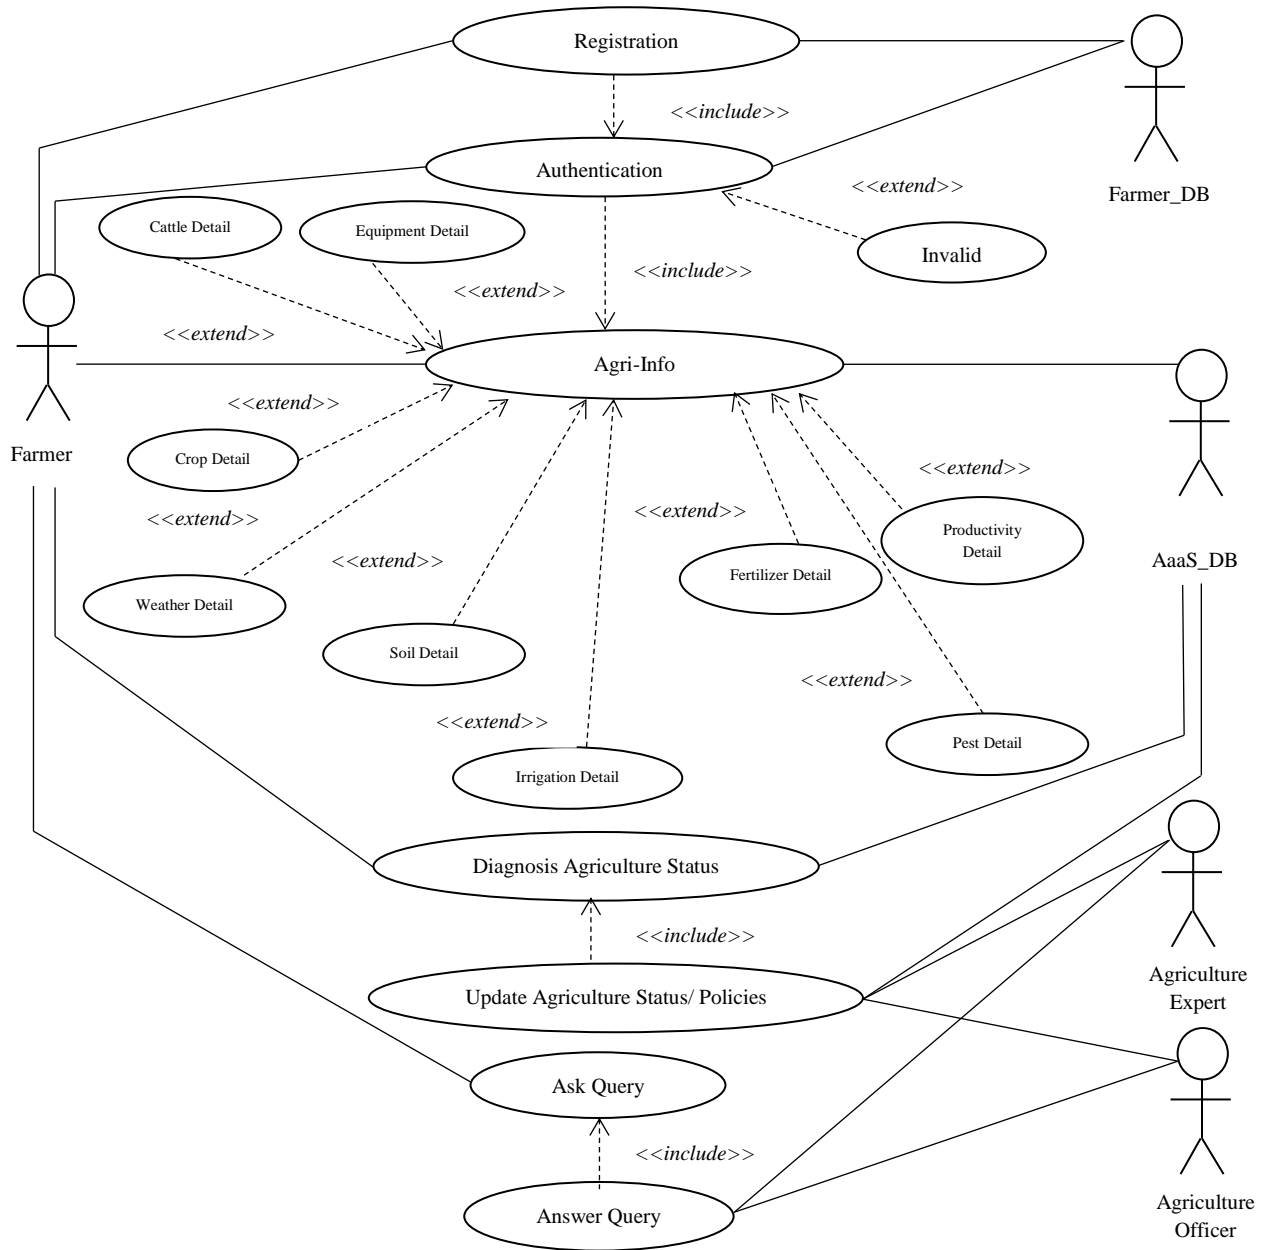 Registration
<<include>>
Authentication
<<extend>>
Farmer_DB
Cattle Detail
Equipment Detail
Invalid
<<include>>
<<extend>>
<<extend>>
Agri-Info
<<extend>>
Farmer
Crop Detail
<<extend>>
<<extend>>
<<extend>>
Productivity
Detail
<<extend>>
AaaS_DB
Fertilizer Detail
Weather Detail
Soil Detail
<<extend>>
<<extend>>
Pest Detail
Irrigation Detail
Diagnosis Agriculture Status
<<include>>
Agriculture
Expert
Update Agriculture Status/ Policies
Ask Query
<<include>>
Answer Query
Agriculture
Officer